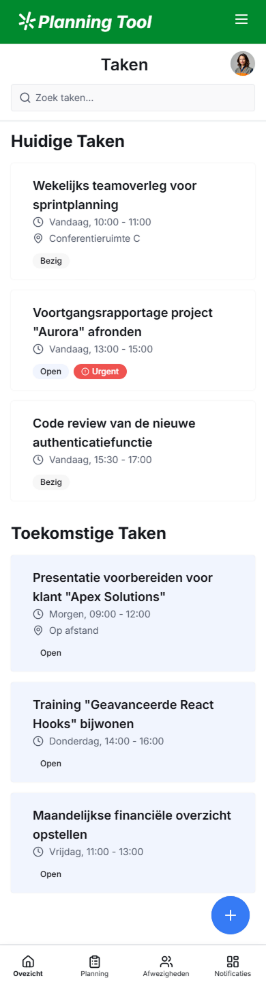 Planning Tool
Taken
Zoek taken...
Huidige Taken
Wekelijks teamoverleg voor
sprintplanning
Vandaag, 10:00 - 11:00
Conferentieruimte C
Bezig
Voortgangsrapportage project
"Aurora" afronden
Vandaag, 13:00 - 15:00
Open Urgent
Code review van de nieuwe
authenticatiefunctie
Vandaag, 15:30 - 17:00
Bezig
Toekomstige Taken
Presentatie voorbereiden voor
klant "Apex Solutions"
Morgen, 09:00 - 12:00
Op afstand
Open
Training "Geavanceerde React
Hooks" bijwonen
Donderdag, 14:00 - 16:00
Open
Maandelijkse financiële overzicht
opstellen
Vrijdag, 11:00 - 13:00
Open
Overzicht Planning Afwezigheden Notificaties